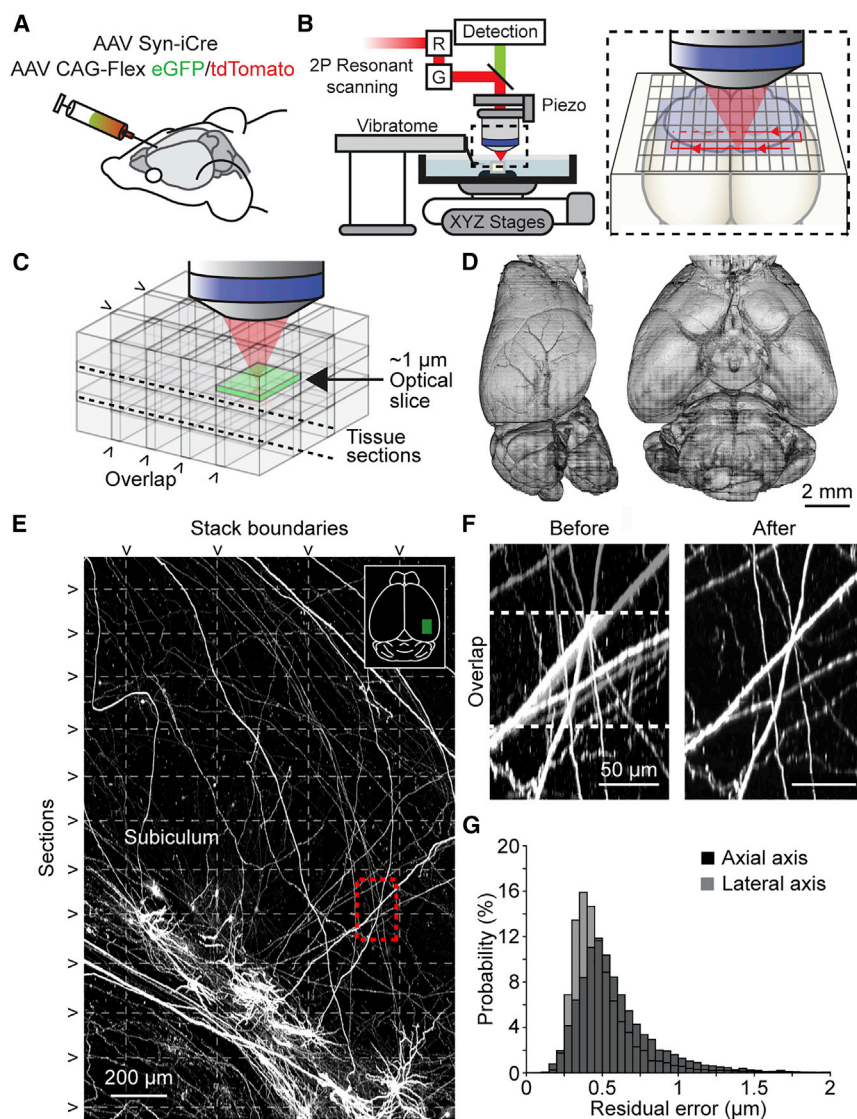 A
AAV Syn-iCre
AAV CAG-Flex eGFP/tdTomato
B
R
G
Detection
2P Resonant
scanning
Piezo
Vibratome
XYZ Stages
C
~1 µm
Optical
slice
Tissue
sections
Overlap
D
2 mm
E
Stack boundaries
Sections
Subiculum
200 µm
F
Before
After
Overlap
50 µm
G
20
16
12
8
4
0
Probability (%)
Axial axis
Lateral axis
0
0.5
1
1.5
2
Residual error (µm)